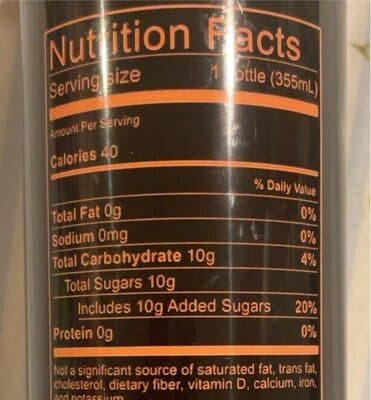 Nutrition Facts
Serving size 1 Bottle (355mL)
Amount Per Serving
Calories 40
% Daily Value
Total Fat 0g 0%
Sodium 0mg 0%
Total Carbohydrate 10g 4%
Total Sugars 10g
Includes 10g Added Sugars 20%
Protein 0g 0%
Not a significant source of saturated fat, trans fat,
cholesterol, dietary fiber, vitamin D, calcium, iron,
and potassium